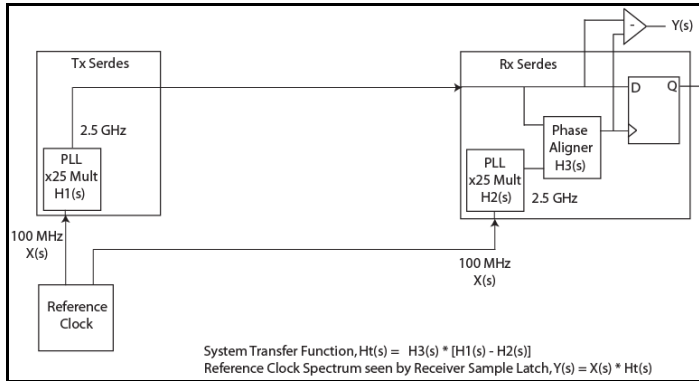 Tx Serdes
2.5 GHz
PLL
x25 Mult
H1(s)
100 MHz
X(s)
Reference
Clock
Rx Serdes
-
Y(s)
D
Q
Phase
Aligner
H3(s)
PLL
x25 Mult
H2(s)
2.5 GHz
100 MHz
X(s)
System Transfer Function, Ht(s) = H3(s) * [H1(s) - H2(s)]
Reference Clock Spectrum seen by Receiver Sample Latch, Y(s) = X(s) * Ht(s)